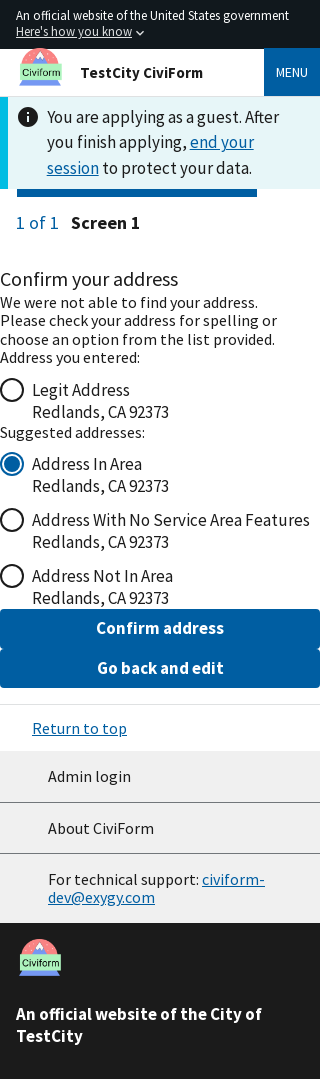 An official website of the United States government
Here's how you know
Civiform
TestCity CiviForm
MENU
You are applying as a guest. After
you finish applying, end your
session to protect your data.
1 of 1 Screen 1
Confirm your address
We were not able to find your address.
Please check your address for spelling or
choose an option from the list provided.
Address you entered:
Legit Address
Redlands, CA 92373
Suggested addresses:
Address In Area
Redlands, CA 92373
Address With No Service Area Features
Redlands, CA 92373
Address Not In Area
Redlands, CA 92373
Confirm address
Go back and edit
Return to top
Admin login
About CiviForm
For technical support: civiform-
dev@exygy.com
Civiform
An official website of the City of
TestCity